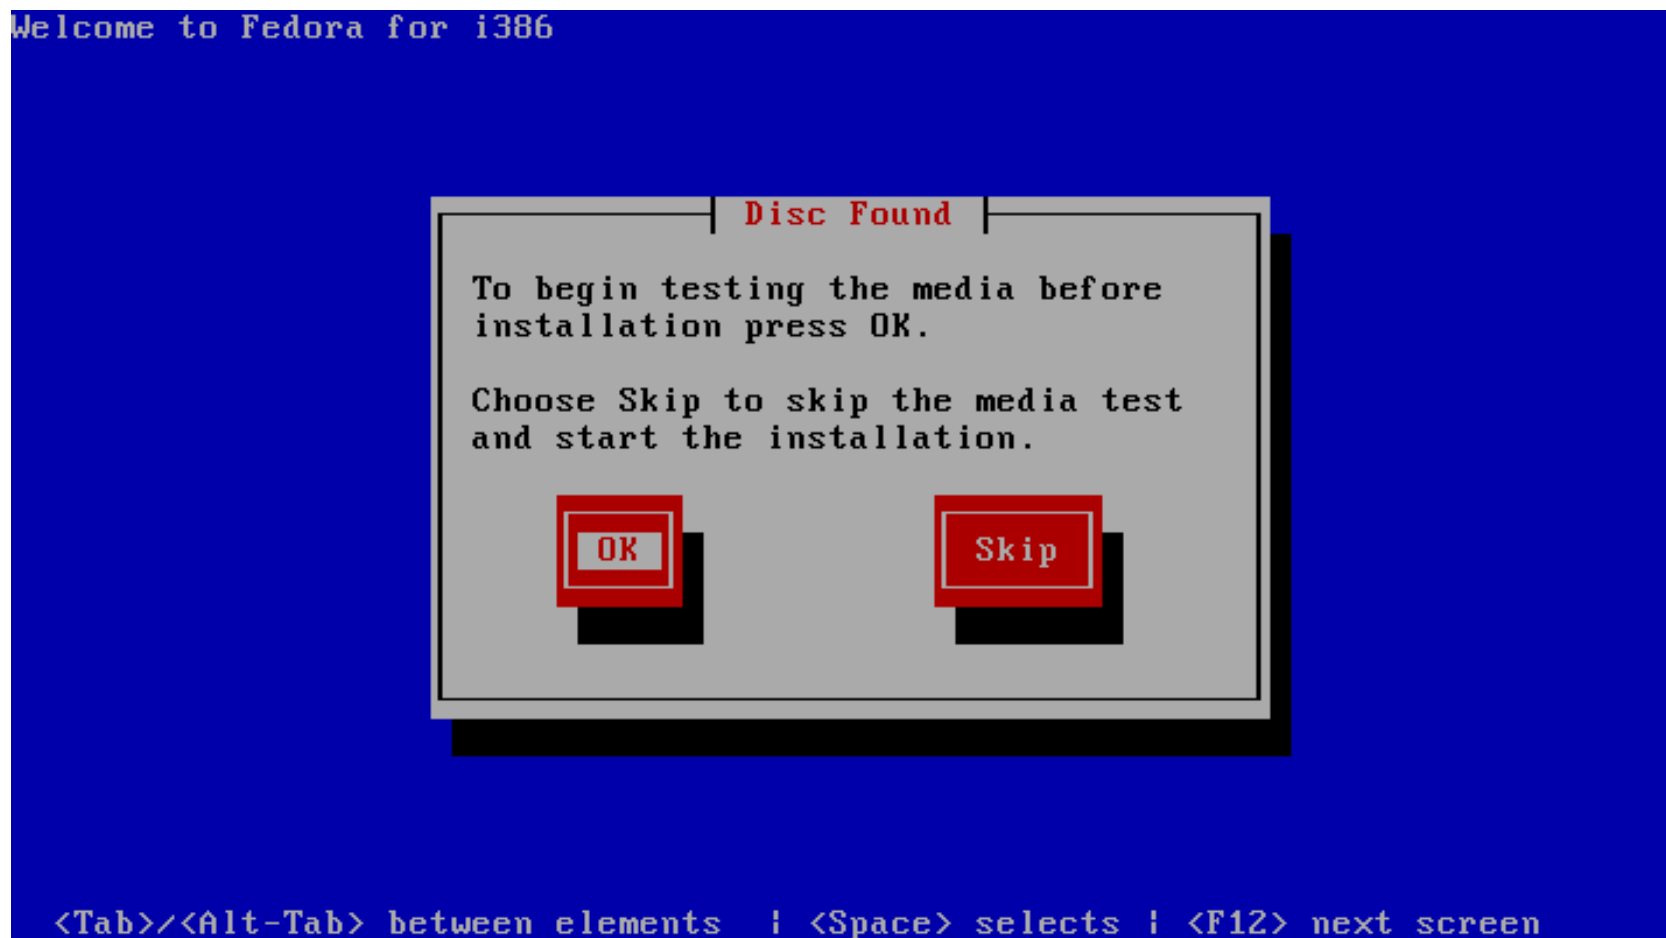 Welcome to Fedora for i386
Disc Found
To begin testing the media before
installation press OK.
Choose Skip to skip the media test
and start the installation.
OK Skip
<Tab>/<Alt-Tab> between elements | <Space> selects | <F12> next screen